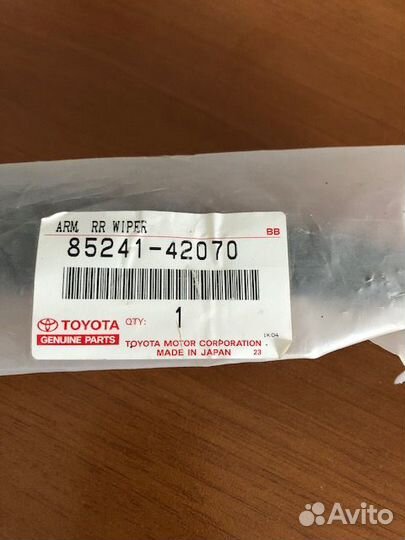 ARM, RR WIPER
BB
85241-42070
TOYOTA
GENUINE PARTS
QTY:
1
1K04
TOYOTA MOTOR CORPORATION
MADE IN JAPAN 23
Avito